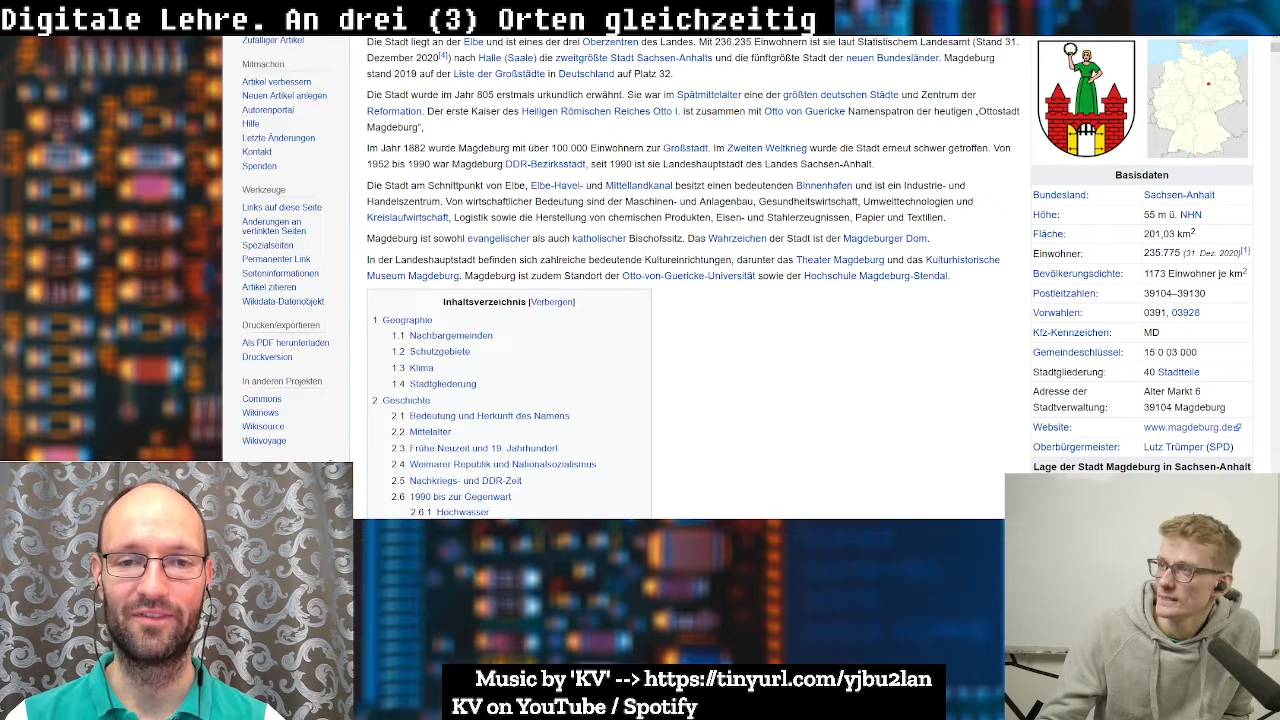 Digitale Lehre. An drei (3) Orten gleichzeitig
Zufälliger Artikel
Mitmachen
Artikel verbessern
Neuen Artikel anlegen
Autorenportal
Hilfe
Letzte Änderungen
Kontakt
Spenden
Werkzeuge
Links auf diese Seite
Änderungen an
verlinkten Seiten
Spezialseiten
Permanenter Link
Seiteninformationen
Artikel zitieren
Wikidata-Datenobjekt
Drucken/exportieren
Als PDF herunterladen
Druckversion
In anderen Projekten
Commons
Wikinews
Wikisource
Wikivoyage
Die Stadt liegt an der Elbe und ist eines der drei Oberzentren des Landes. Mit 236.235 Einwohnern ist sie laut Statistischem Landesamt (Stand 31.
Dezember 2020)[4] nach Halle (Saale) die zweitgrößte Stadt Sachsen-Anhalts und die fünftgrößte Stadt der neuen Bundesländer. Magdeburg
stand 2019 auf der Liste der Großstädte in Deutschland auf Platz 32.
Die Stadt wurde im Jahr 805 erstmals urkundlich erwähnt. Sie war im Spätmittelalter eine der größten deutschen Städte und Zentrum der
Reformation. Der erste Kaiser des Heiligen Römischen Reiches Otto I. ist zusammen mit Otto von Guericke Namenspatron der heutigen „Ottostadt
Magdeburg“,
Im Jahr 1882 wurde Magdeburg mit über 100.000 Einwohnern zur Großstadt. Im Zweiten Weltkrieg wurde die Stadt erneut schwer getroffen. Von
1952 bis 1990 war Magdeburg DDR-Bezirksstadt, seit 1990 ist sie Landeshauptstadt des Landes Sachsen-Anhalt.
Die Stadt am Schnittpunkt von Elbe, Elbe-Havel- und Mittellandkanal besitzt einen bedeutenden Binnenhafen und ist ein Industrie- und
Handelszentrum. Von wirtschaftlicher Bedeutung sind der Maschinen- und Anlagenbau, Gesundheitswirtschaft, Umwelttechnologien und
Kreislaufwirtschaft, Logistik sowie die Herstellung von chemischen Produkten, Eisen- und Stahlerzeugnissen, Papier und Textilien.
Magdeburg ist sowohl evangelischer als auch katholischer Bischofssitz. Das Wahrzeichen der Stadt ist der Magdeburger Dom.
In der Landeshauptstadt befinden sich zahlreiche bedeutende Kultureinrichtungen, darunter das Theater Magdeburg und das Kulturhistorische
Museum Magdeburg. Magdeburg ist zudem Standort der Otto-von-Guericke-Universität sowie der Hochschule Magdeburg-Stendal.
Inhaltsverzeichnis [Verbergen]
1 Geographie
1.1 Nachbargemeinden
1.2 Schutzgebiete
1.3 Klima
1.4 Stadtgliederung
2 Geschichte
2.1 Bedeutung und Herkunft des Namens
2.2 Mittelalter
2.3 Frühe Neuzeit und 19. Jahrhundert
2.4 Weimarer Republik und Nationalsozialismus
2.5 Nachkriegs- und DDR-Zeit
2.6 1990 bis zur Gegenwart
2.6.1 Hochwasser
Basisdaten
Bundesland: Sachsen-Anhalt
Höhe: 55 m ü. NHN
Fläche: 201,03 km²
Einwohner: 235.775 (31. Dez. 2020)[1]
Bevölkerungsdichte: 1173 Einwohner je km²
Postleitzahlen: 39104–39130
Vorwahlen: 0391, 03928
Kfz-Kennzeichen: MD
Gemeindeschlüssel: 15 0 03 000
Stadtgliederung: 40 Stadtteile
Adresse der Alter Markt 6
Stadtverwaltung: 39104 Magdeburg
Website: www.magdeburg.de
Oberbürgermeister: Lutz Trümper (SPD)
Lage der Stadt Magdeburg in Sachsen-Anhalt
Music by 'KV' --> https://tinyurl.com/yjbu2lan
KV on YouTube / Spotify